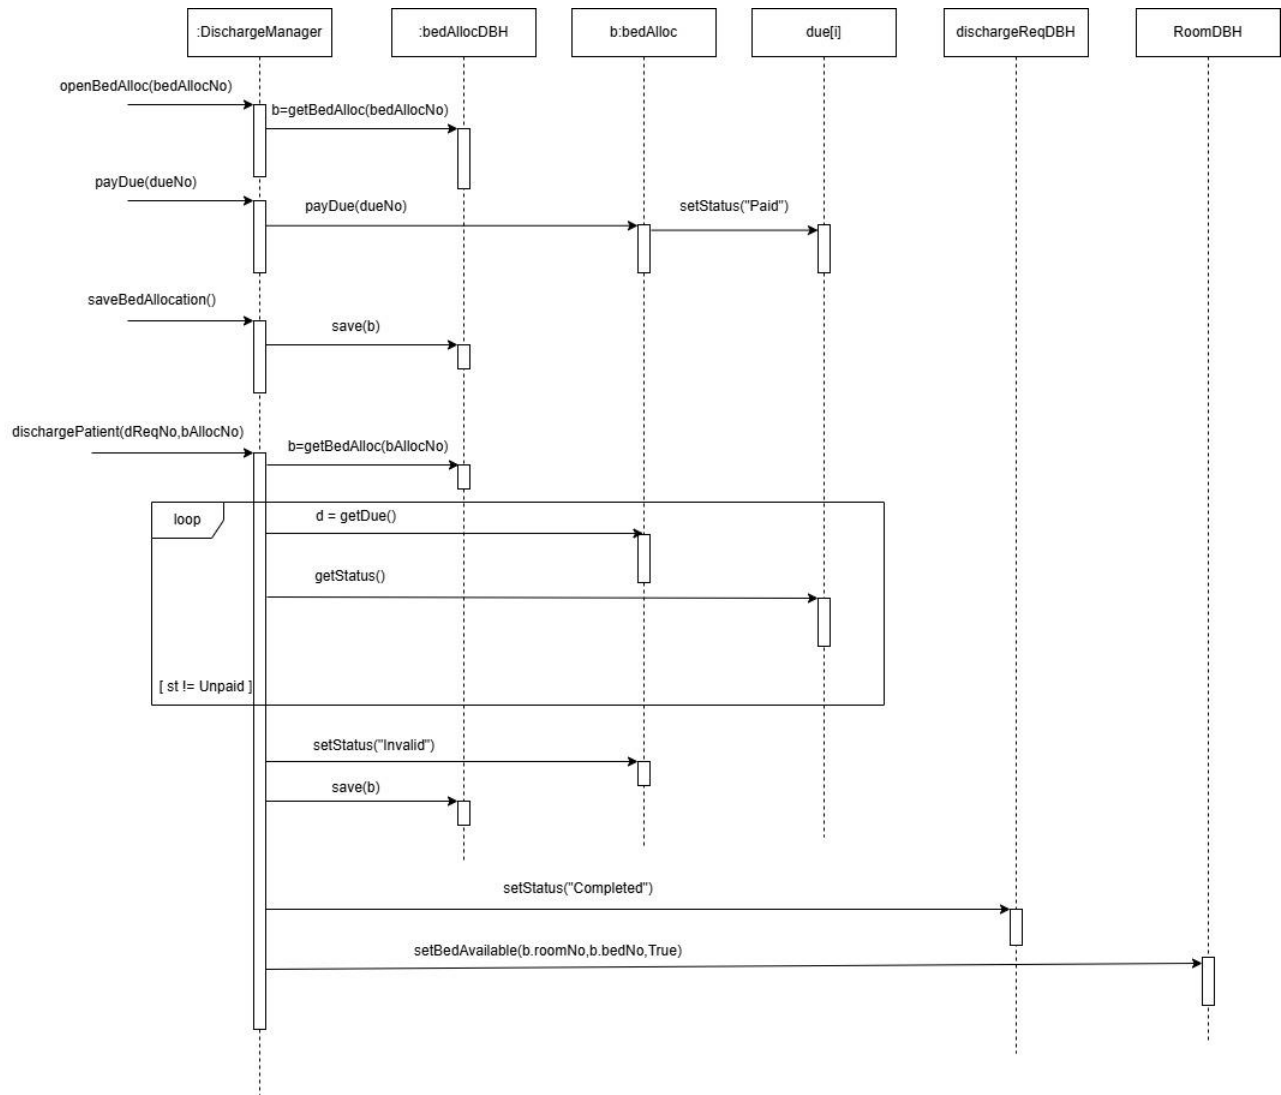 :DischargeManager
:bedAllocDBH
b:bedAlloc
due[i]
dischargeReqDBH
RoomDBH
openBedAlloc(bedAllocNo)
b=getBedAlloc(bedAllocNo)
payDue(dueNo)
payDue(dueNo)
setStatus("Paid")
saveBedAllocation()
save(b)
dischargePatient(dReqNo,bAllocNo)
b=getBedAlloc(bAllocNo)
loop
d = getDue()
getStatus()
[ st != Unpaid ]
setStatus("Invalid")
save(b)
setStatus("Completed")
setBedAvailable(b.roomNo,b.bedNo,True)